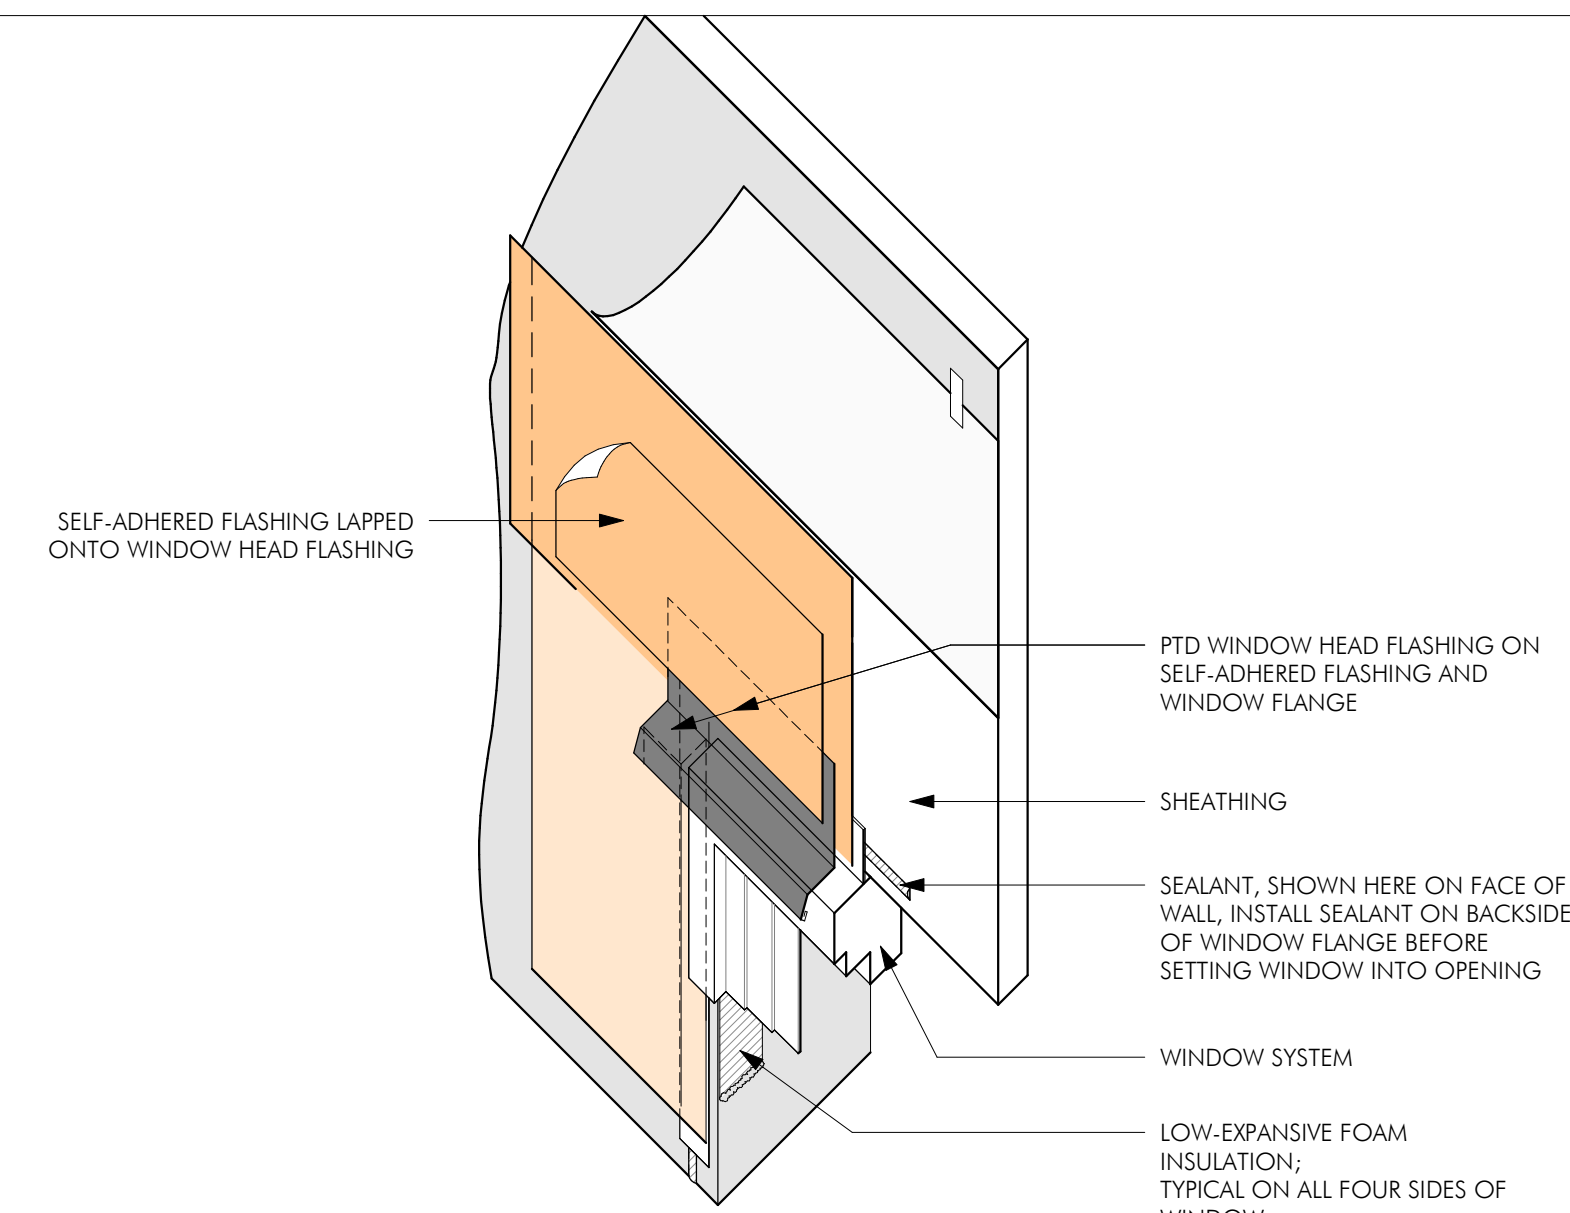 SELF-ADHERED FLASHING LAPPED
ONTO WINDOW HEAD FLASHING
PTD WINDOW HEAD FLASHING ON
SELF-ADHERED FLASHING AND
WINDOW FLANGE
SHEATHING
SEALANT, SHOWN HERE ON FACE OF
WALL, INSTALL SEALANT ON BACKSIDE
OF WINDOW FLANGE BEFORE
SETTING WINDOW INTO OPENING
WINDOW SYSTEM
LOW-EXPANSIVE FOAM
INSULATION;
TYPICAL ON ALL FOUR SIDES OF